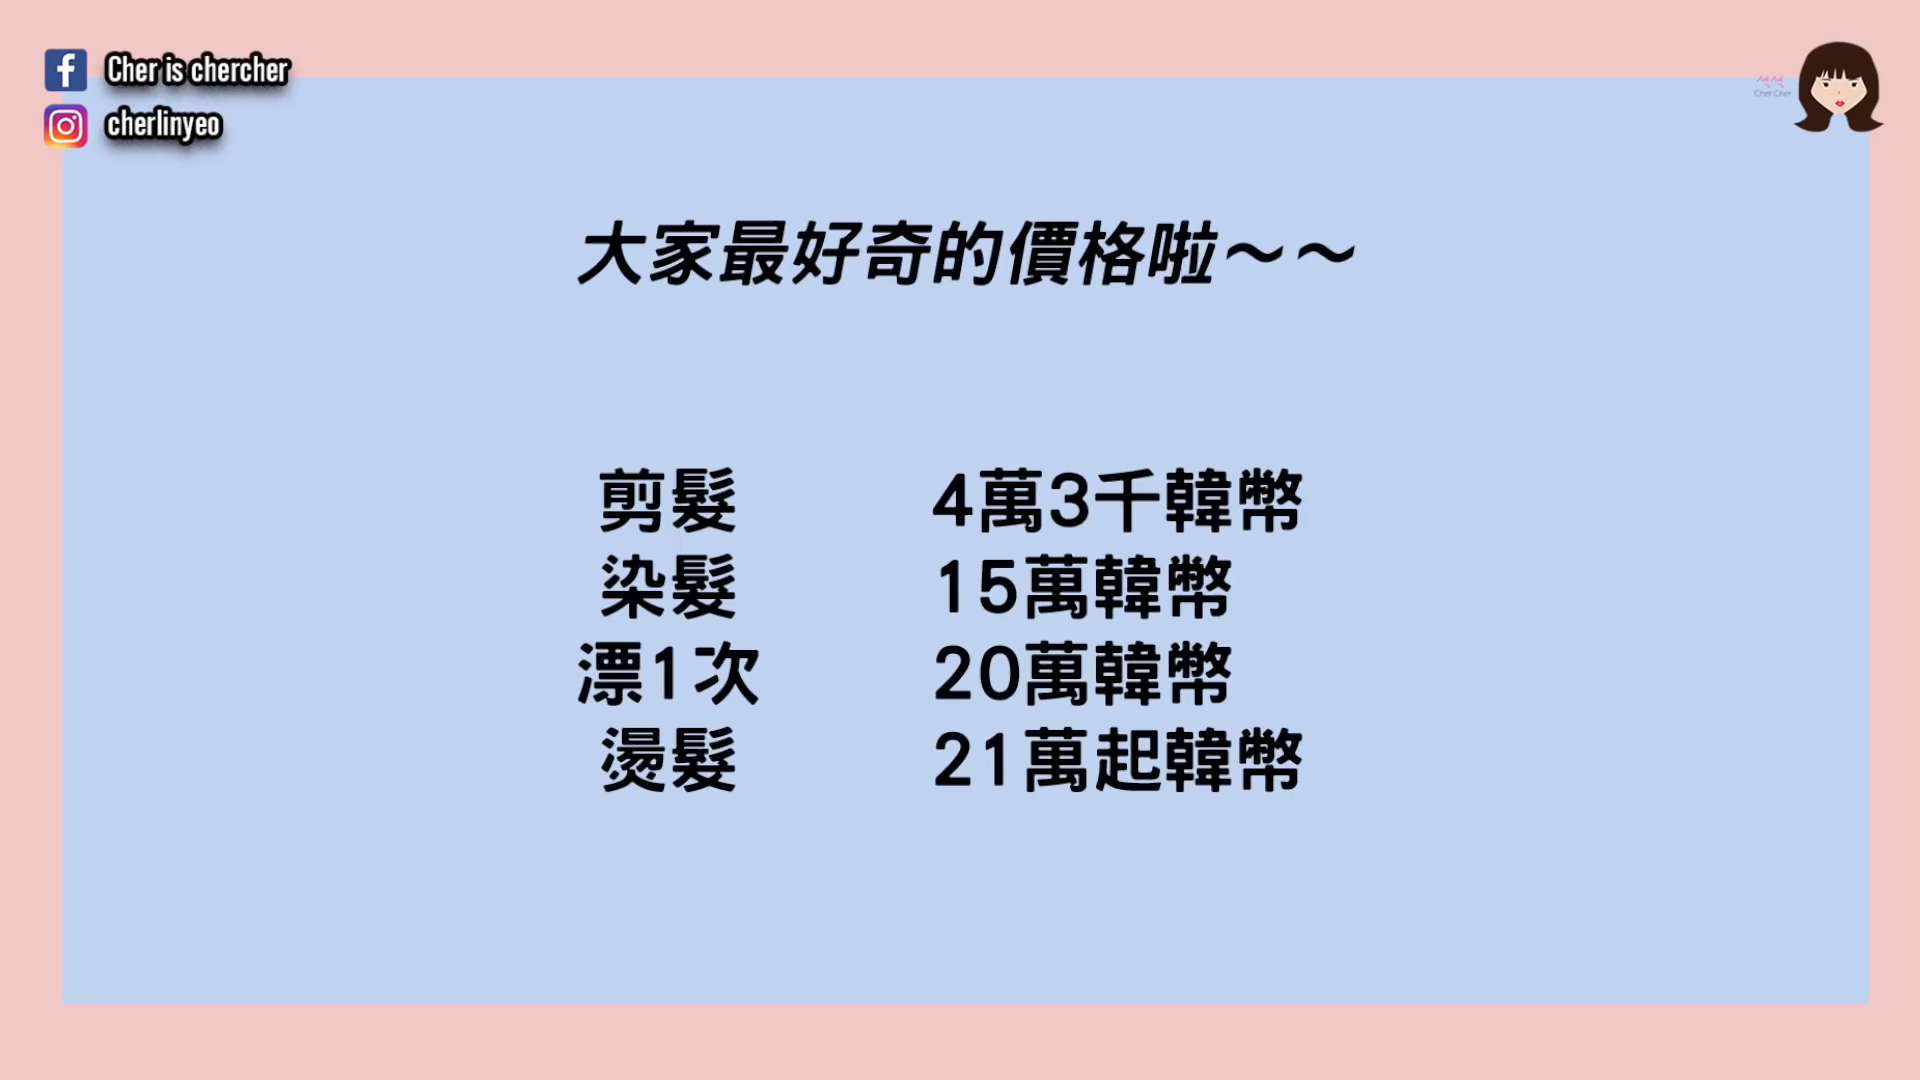 Cher is chercher
cherlinyeo
Cher Cher
大家最好奇的價格啦～～
剪髮 4萬3千韓幣
染髮 15萬韓幣
漂1次 20萬韓幣
燙髮 21萬起韓幣